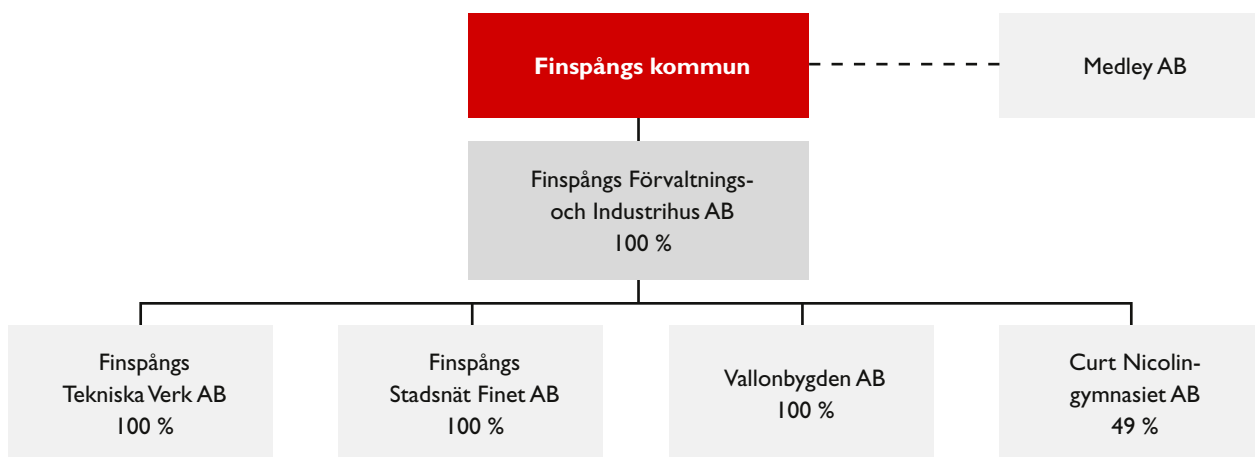 Finspångs kommun
Medley AB
Finspångs Förvaltnings-
och Industrihus AB
100 %
Finspångs
Tekniska Verk AB
100 %
Finspångs
Stadsnät Finet AB
100 %
Vallonbygden AB
100 %
Curt Nicolin-
gymnasiet AB
49 %